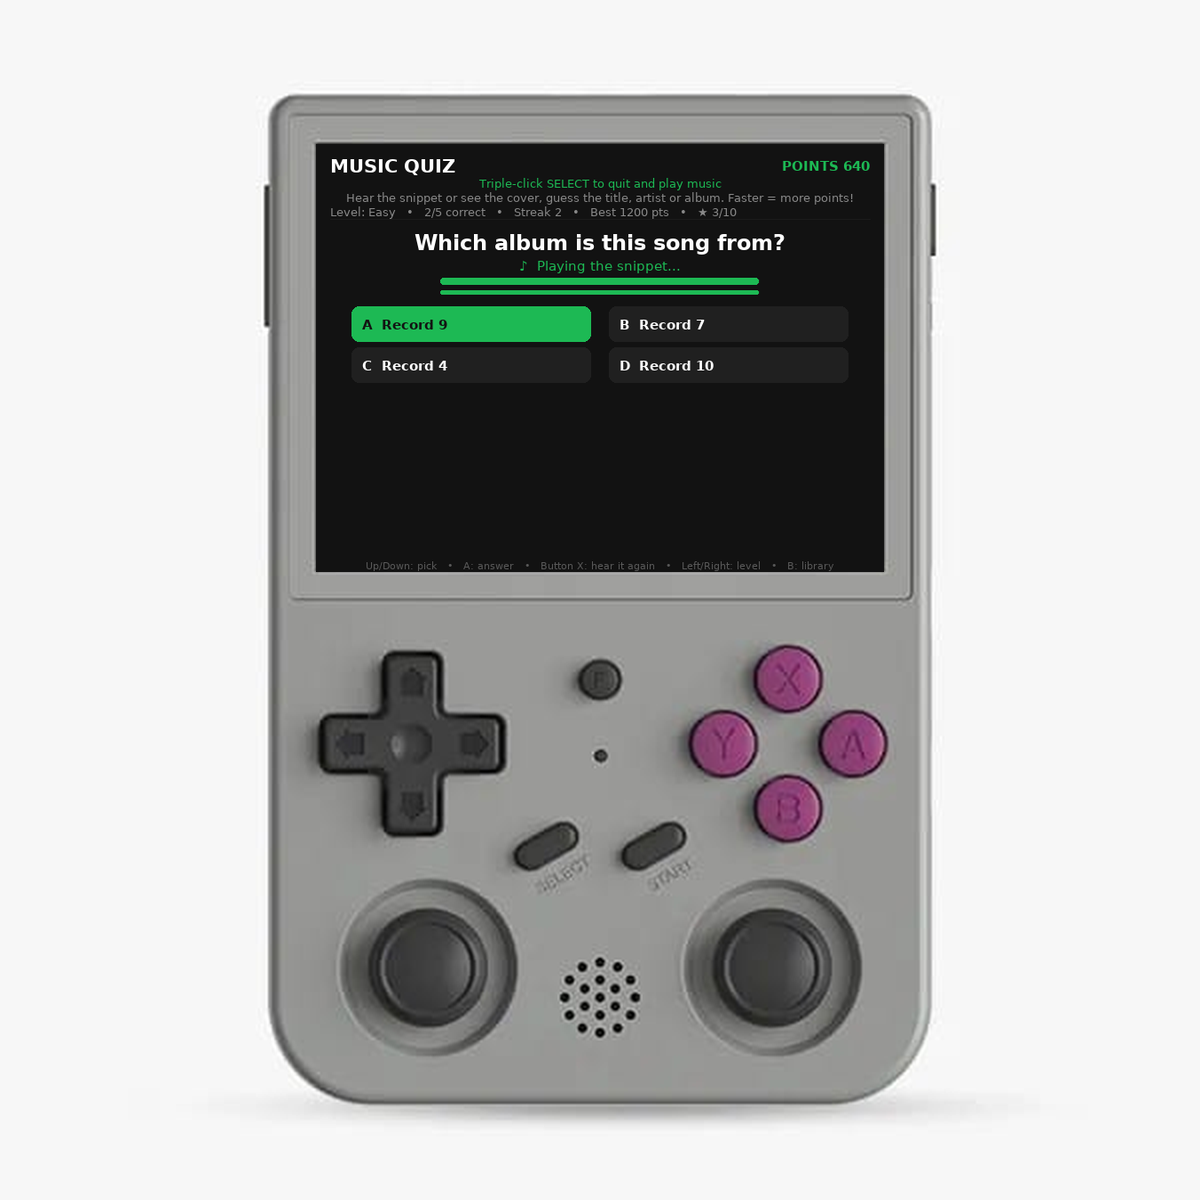 MUSIC QUIZ
POINTS 640
Triple-click SELECT to quit and play music
Hear the snippet or see the cover, guess the title, artist or album. Faster = more points!
Level: Easy • 2/5 correct • Streak 2 • Best 1200 pts • ★ 3/10
Which album is this song from?
♪ Playing the snippet...
A Record 9
B Record 7
C Record 4
D Record 10
Up/Down: pick • A: answer • Button X: hear it again • Left/Right: level • B: library
F
X
Y
A
B
SELECT
START